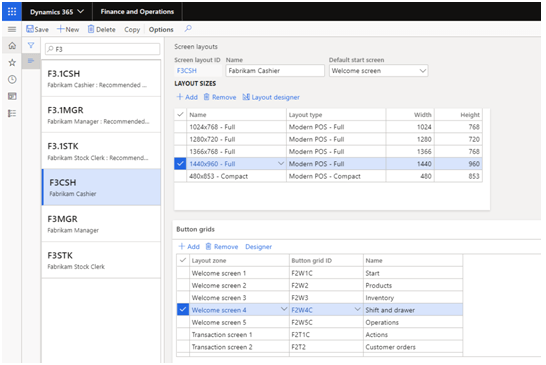 Dynamics 365
Finance and Operations
Save
New
Delete
Copy
Options
F3
F3.1CSH
Fabrikam Cashier : Recommended ...
F3.1MGR
Fabrikam Manager : Recommended...
F3.1STK
Fabrikam Stock Clerk : Recommend...
F3CSH
Fabrikam Cashier
F3MGR
Fabrikam Manager
F3STK
Fabrikam Stock Clerk
Screen layouts
Screen layout ID Name Default start screen
F3CSH Fabrikam Cashier Welcome screen
LAYOUT SIZES
Add Remove Layout designer
Name Layout type Width Height
1024x768 - Full Modern POS - Full 1024 768
1280x720 - Full Modern POS - Full 1280 720
1366x768 - Full Modern POS - Full 1366 768
1440x960 - Full Modern POS - Full 1440 960
480x853 - Compact Modern POS - Compact 480 853
Button grids
Add Remove Designer
Layout zone Button grid ID Name
Welcome screen 1 F2W1C Start
Welcome screen 2 F2W2 Products
Welcome screen 3 F2W3 Inventory
Welcome screen 4 F2W4C Shift and drawer
Welcome screen 5 F2W5C Operations
Transaction screen 1 F2T1C Actions
Transaction screen 2 F2T2 Customer orders